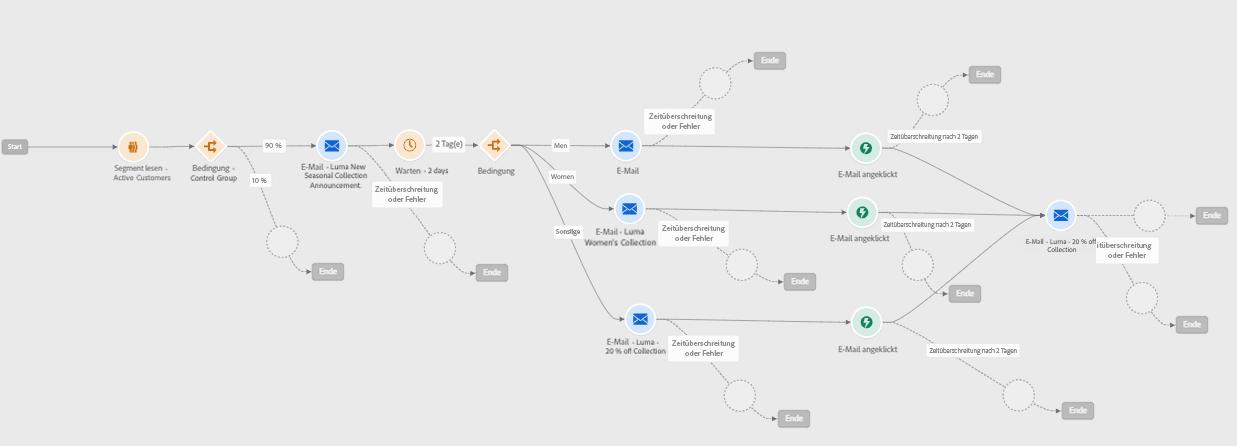 Start
Segment lesen -
Active Customers
Bedingung -
Control Group
90 %
10 %
Ende
E-Mail - Luma New
Seasonal Collection
Announcement.
Zeitüberschreitung
oder Fehler
Ende
Warten - 2 days
2 Tag(e)
Bedingung
Men
Women
Sonstige
E-Mail
Zeitüberschreitung
oder Fehler
Ende
E-Mail - Luma
Women's Collection
Zeitüberschreitung
oder Fehler
Ende
E-Mail - Luma -
20 % off Collection
Zeitüberschreitung
oder Fehler
Ende
E-Mail angeklickt
Zeitüberschreitung nach 2 Tagen
Ende
E-Mail angeklickt
Zeitüberschreitung nach 2 Tagen
Ende
E-Mail angeklickt
Zeitüberschreitung nach 2 Tagen
Ende
E-Mail - Luma - 20 % off
Collection
Ende
itüberschreitung
oder Fehler
Ende